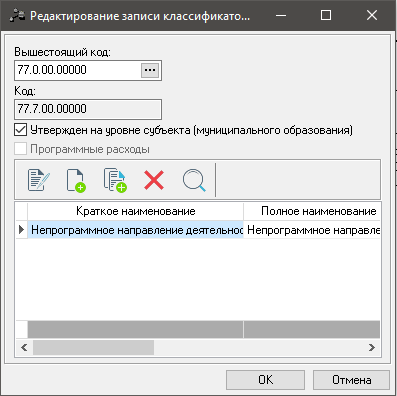 Редактирование записи классификато...
Вышестоящий код:
77.0.00.00000
Код:
77.7.00.00000
Утвержден на уровне субъекта (муниципального образования)
Программные расходы
Краткое наименование Полное наименование
Непрограммное направление деятельнос Непрограммное направле
OK Отмена